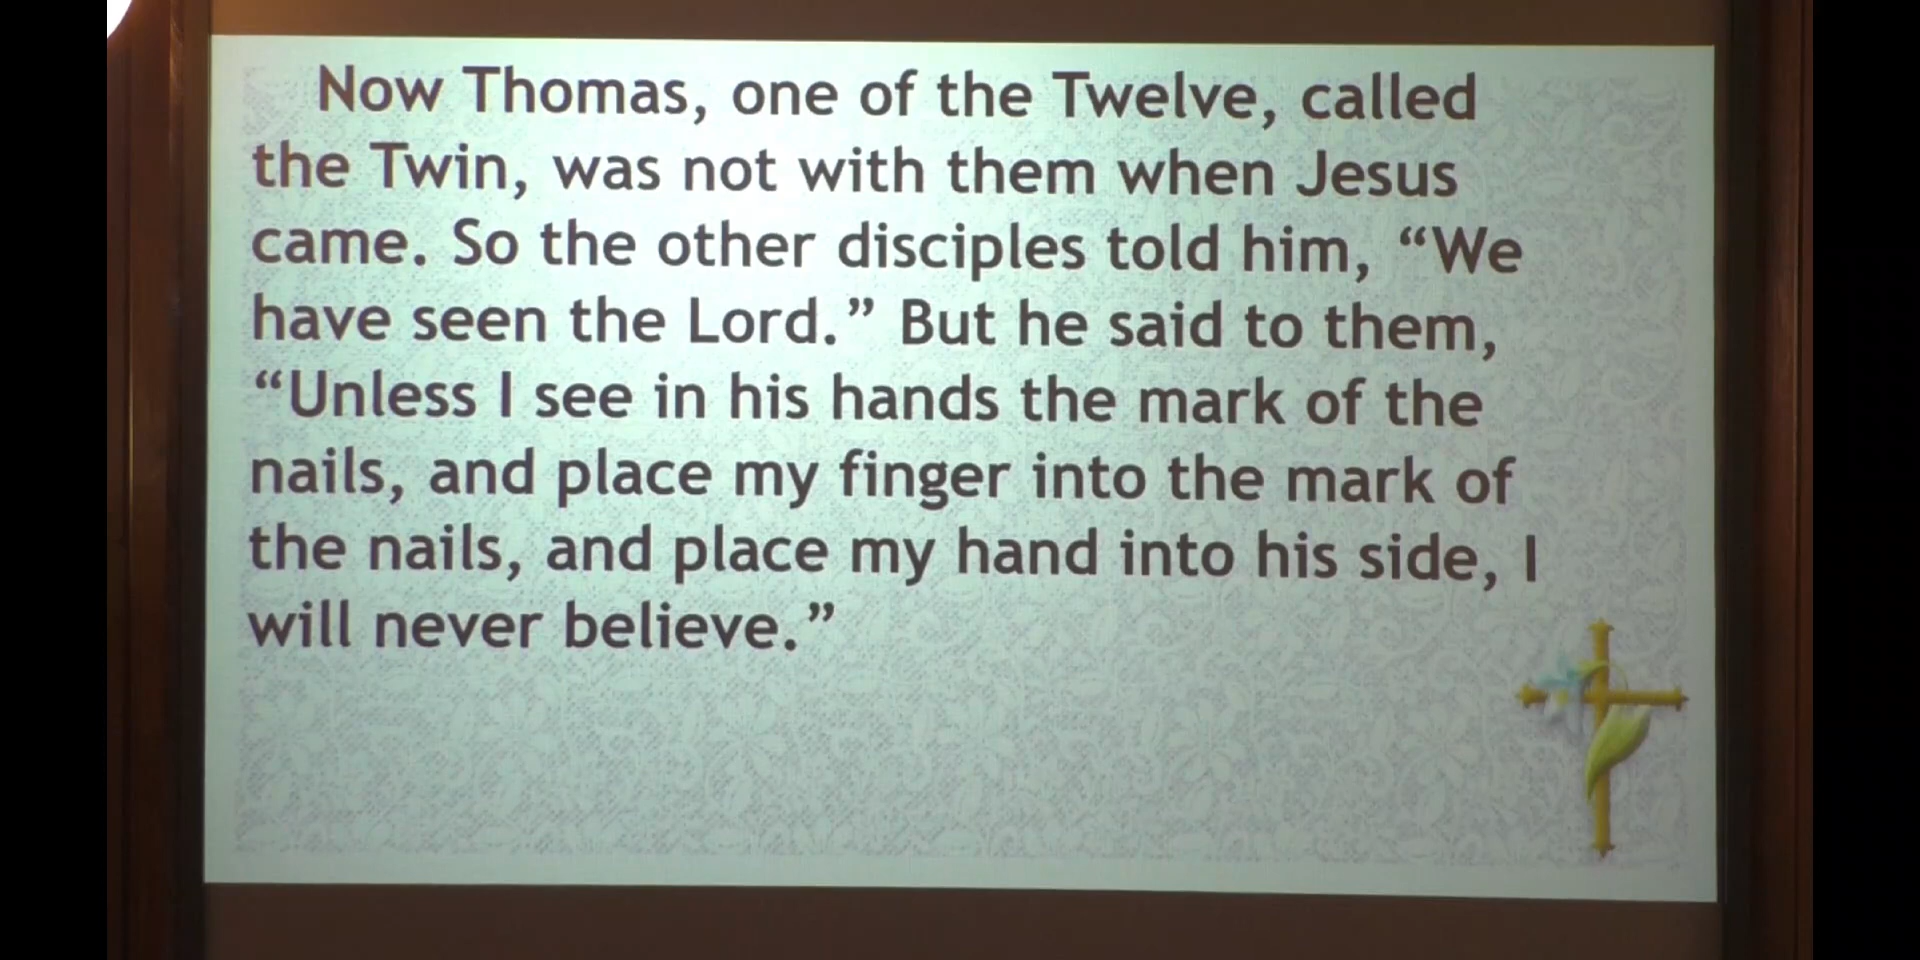 Now Thomas, one of the Twelve, called
the Twin, was not with them when Jesus
came. So the other disciples told him, “We
have seen the Lord.” But he said to them,
“Unless I see in his hands the mark of the
nails, and place my finger into the mark of
the nails, and place my hand into his side, I
will never believe.”